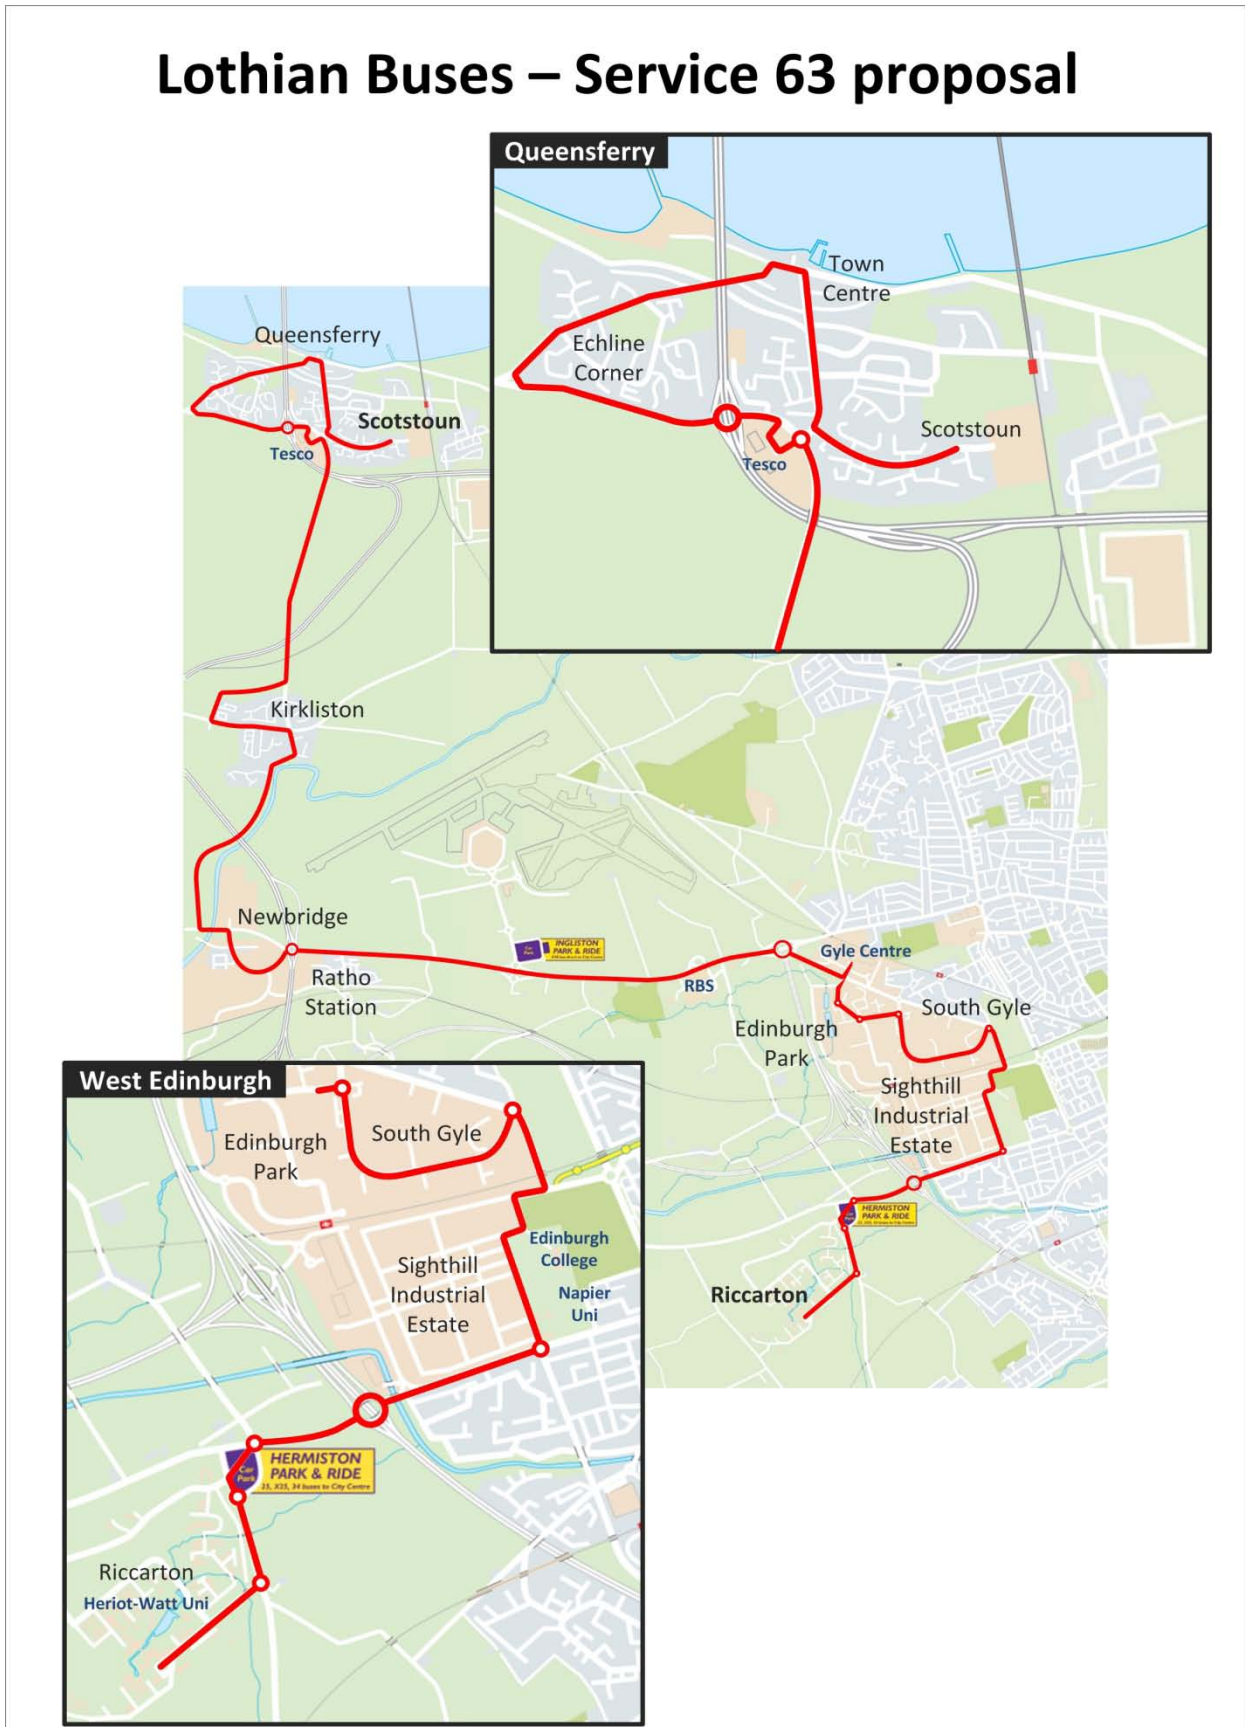 Lothian Buses – Service 63 proposal
Queensferry
Town
Centre
Echline
Corner
Scotstoun
Tesco
Queensferry
Scotstoun
Tesco
Kirkliston
Newbridge
Ratho
Station
INGLISTON
PARK & RIDE
RBS
Gyle Centre
South Gyle
Edinburgh
Park
Sighthill
Industrial
Estate
HERMISTON
PARK & RIDE
Riccarton
West Edinburgh
Edinburgh
Park
South Gyle
Sighthill
Industrial
Estate
Edinburgh
College
Napier
Uni
Car
Park
HERMISTON
PARK & RIDE
25, X25, 34 buses to City Centre
Riccarton
Heriot-Watt Uni